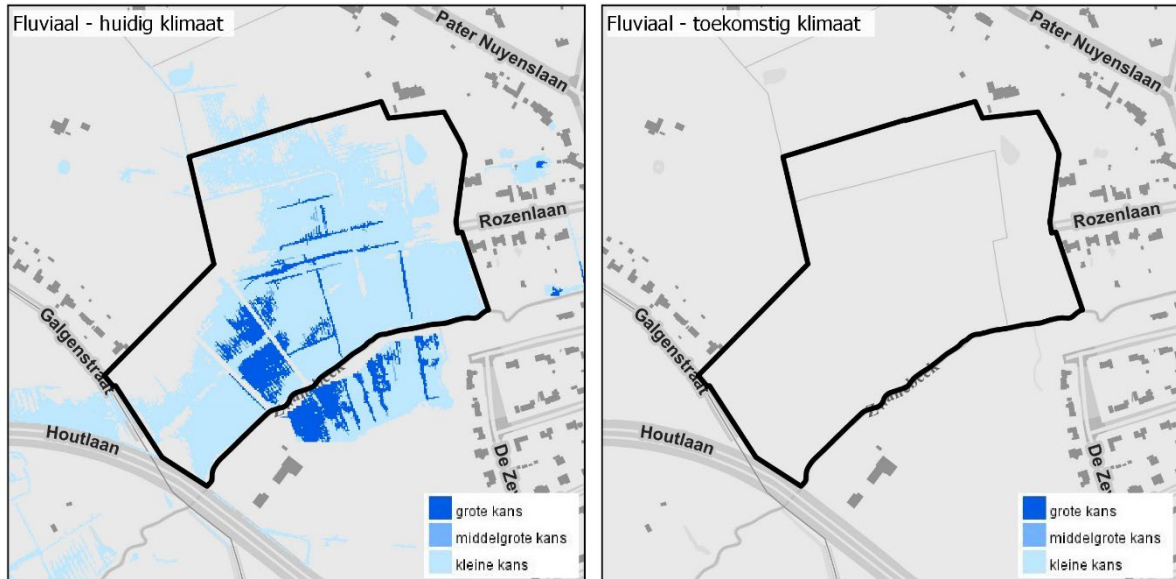 Fluviaal - huidig klimaat
Pater Nuyenslaan
Rozenlaan
Galgenstraat
Houtlaan
De Ze
grote kans
middelgrote kans
kleine kans
Fluviaal - toekomstig klimaat
Pater Nuyenslaan
Rozenlaan
Galgenstraat
Houtlaan
De Ze
grote kans
middelgrote kans
kleine kans